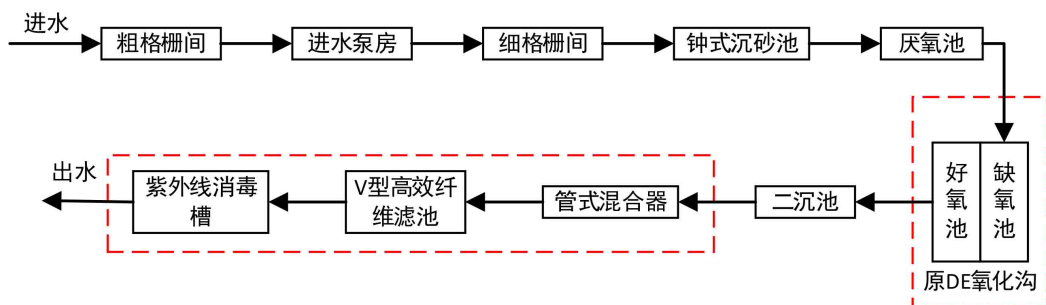 进水
粗格栅间
进水泵房
细格栅间
钟式沉砂池
厌氧池
出水
紫外线消毒
槽
V型高效纤
维滤池
管式混合器
二沉池
好氧池
缺氧池
原DE氧化沟